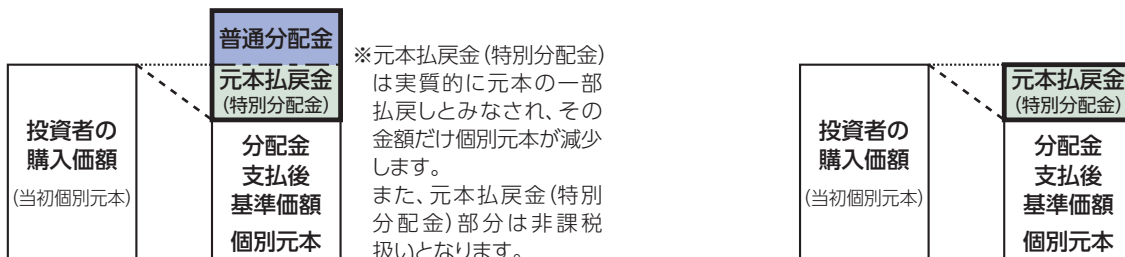 普通分配金
元本払戻金
(特別分配金)
投資者の
購入価額
(当初個別元本)
分配金
支払後
基準価額
個別元本
※元本払戻金(特別分配金)
は実質的に元本の一部
払戻しとみなされ、その
金額だけ個別元本が減少
します。
また、元本払戻金(特別
分配金)部分は非課税
扱いとなります。
投資者の
購入価額
(当初個別元本)
元本払戻金
(特別分配金)
分配金
支払後
基準価額
個別元本